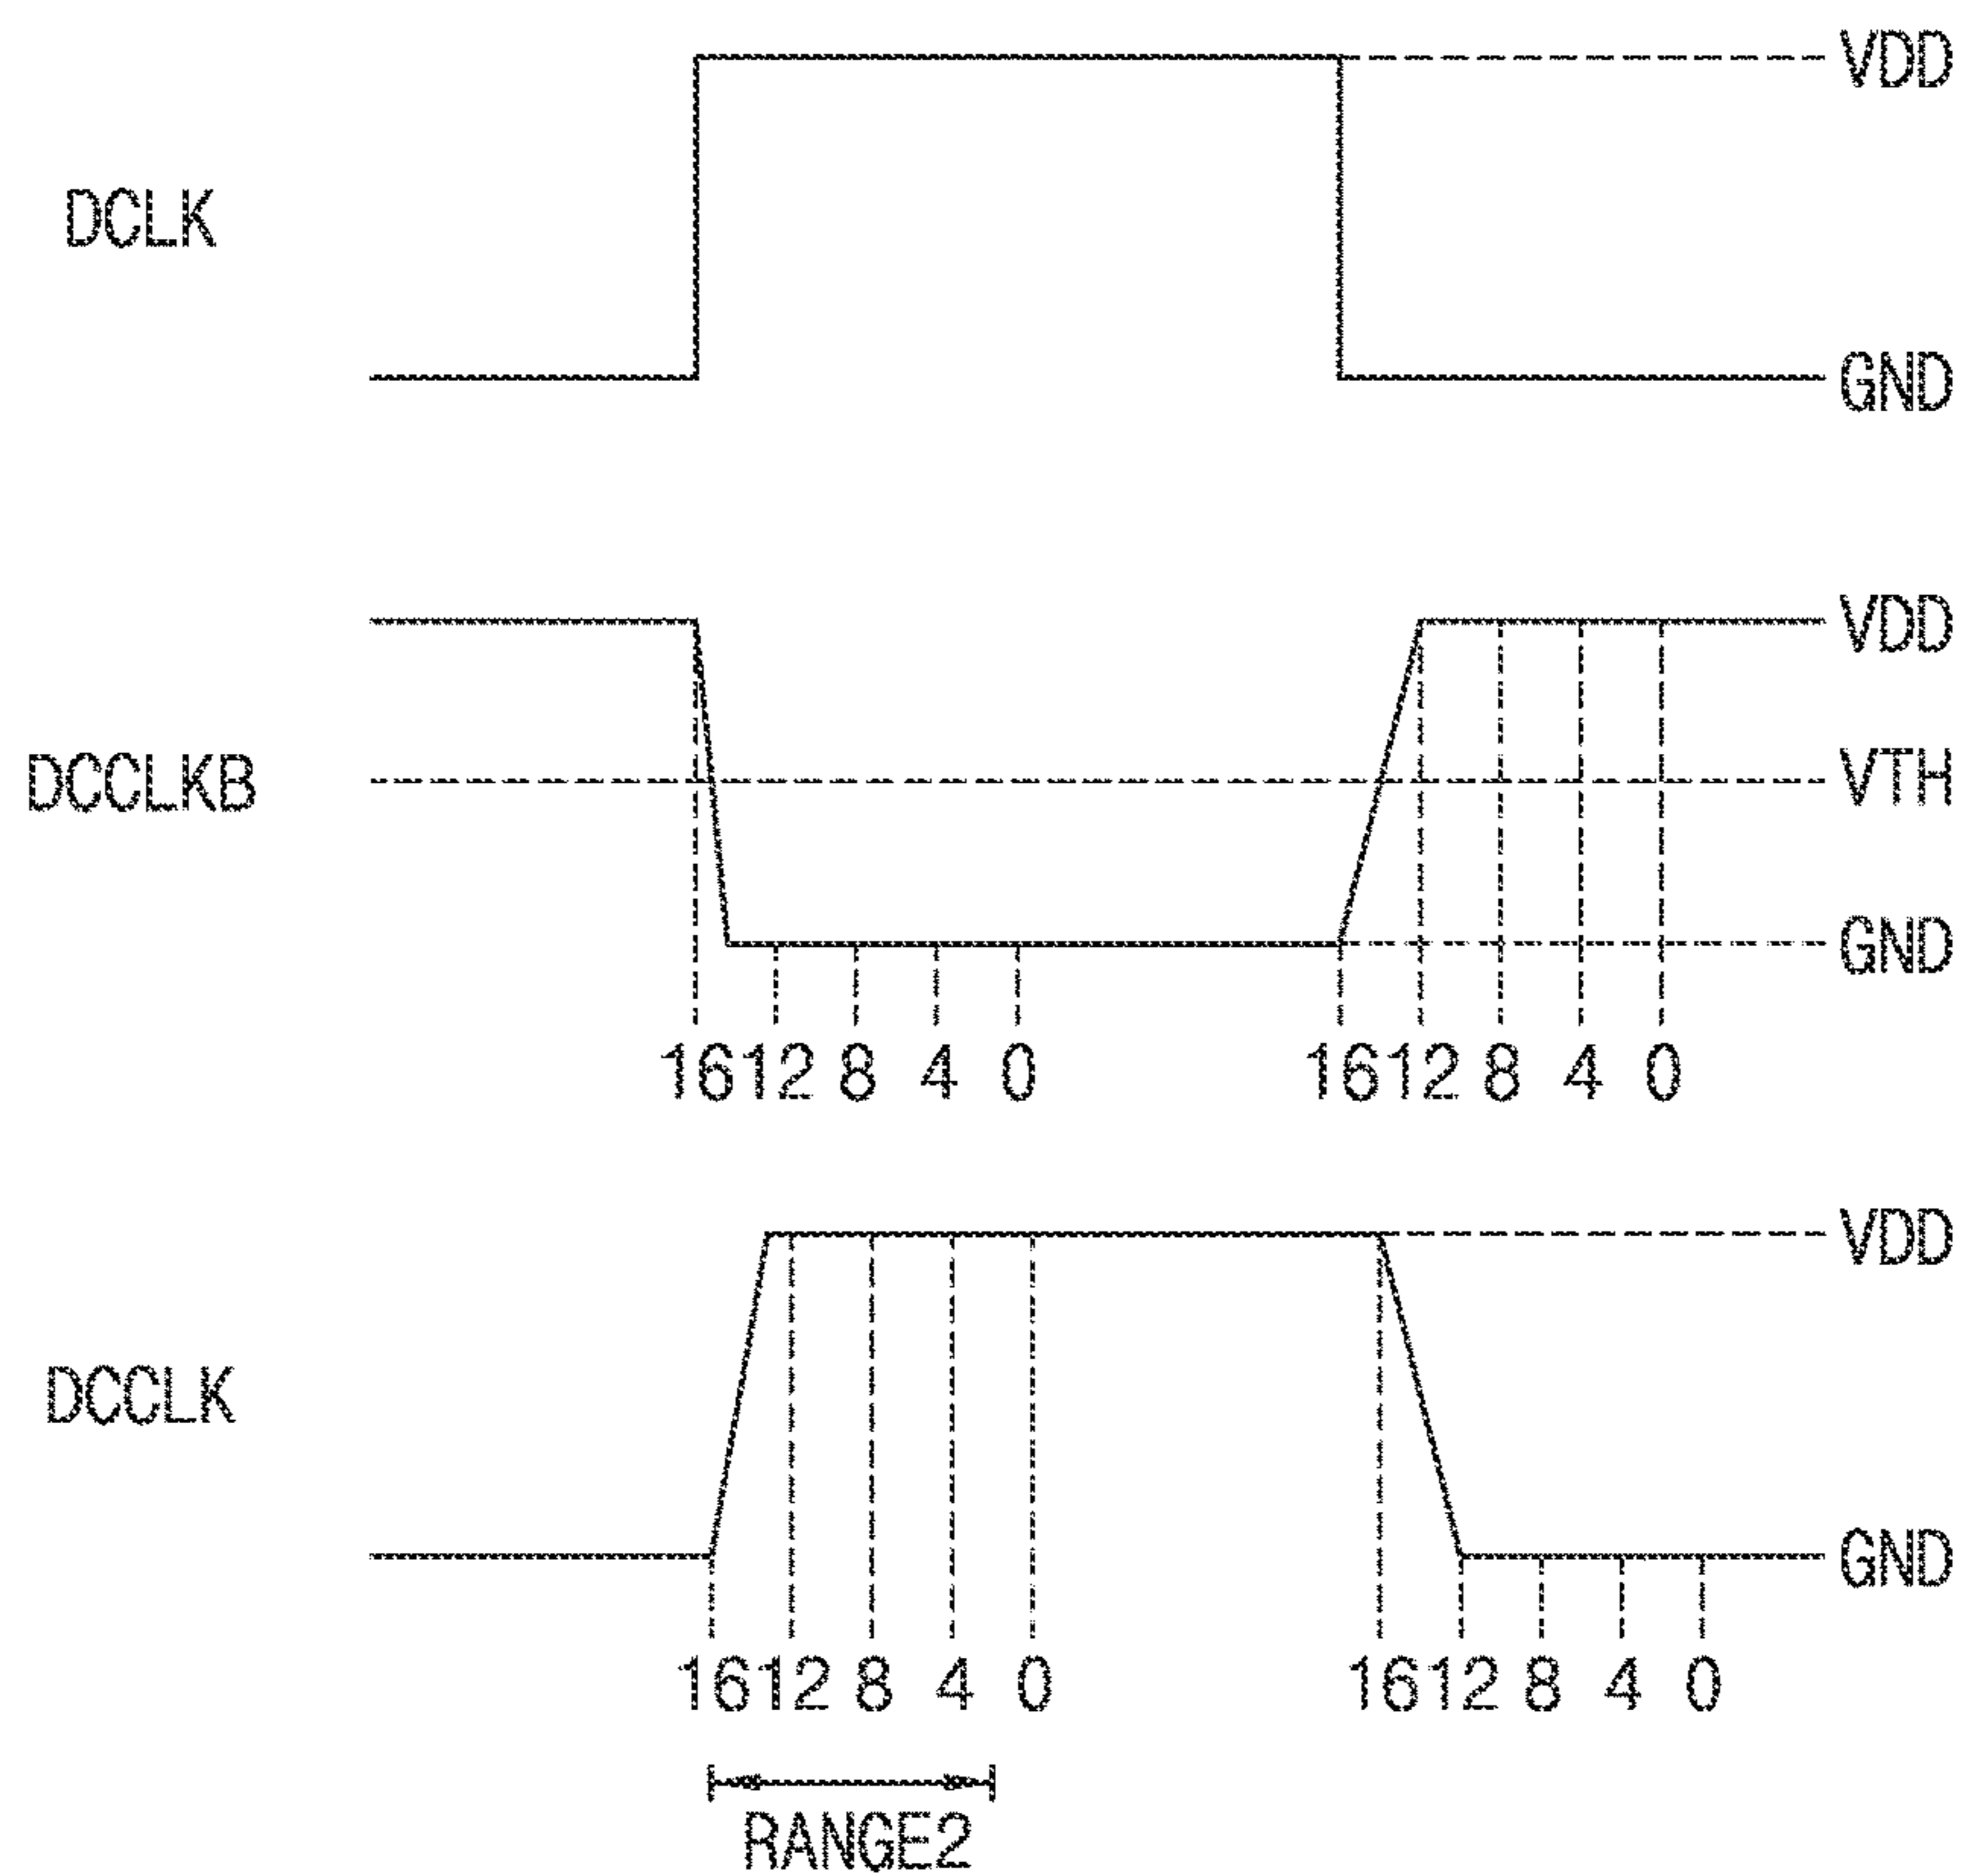 VDD
DCLK
GND
VDD
DCCLKB
VTH
GND
16 12 8 4 0 16 12 8 4 0
VDD
DCCLK
GND
16 12 8 4 0 16 12 8 4 0
RANGE2